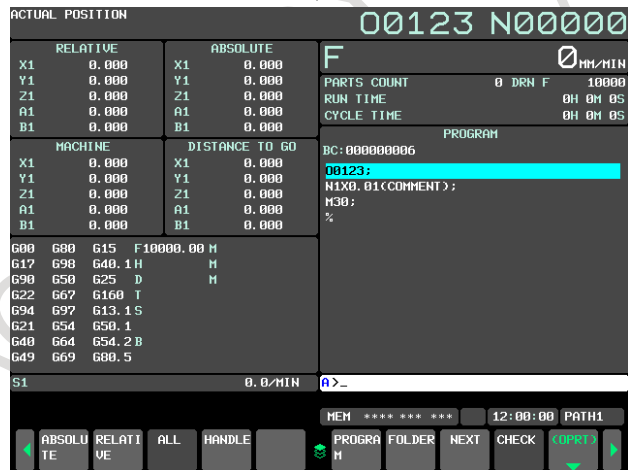 ACTUAL POSITION
O0123 N00000
RELATIVE
X1 0.000
Y1 0.000
Z1 0.000
A1 0.000
B1 0.000
ABSOLUTE
X1 0.000
Y1 0.000
Z1 0.000
A1 0.000
B1 0.000
MACHINE
X1 0.000
Y1 0.000
Z1 0.000
A1 0.000
B1 0.000
DISTANCE TO GO
X1 0.000
Y1 0.000
Z1 0.000
A1 0.000
B1 0.000
G00 G80 G15 F10000.00 M
G17 G98 G40.1 H M
G90 G50 G25 D M
G22 G67 G160 T
G94 G97 G13.1 S
G21 G54 G50.1
G40 G64 G54.2 B
G49 G69 G80.5
S1 0.0/MIN
F 0 MM/MIN
PARTS COUNT 0 DRN F 10000
RUN TIME 0H 0M 0S
CYCLE TIME 0H 0M 0S
PROGRAM
BC:000000006
O0123;
N1X0.01(COMMENT);
M30;
%
A>_
MEM **** *** *** 12:00:00 PATH1
ABSOLU
TE
RELATI
VE
ALL
HANDLE
PROGRA
M
FOLDER
NEXT
CHECK
(OPRT)